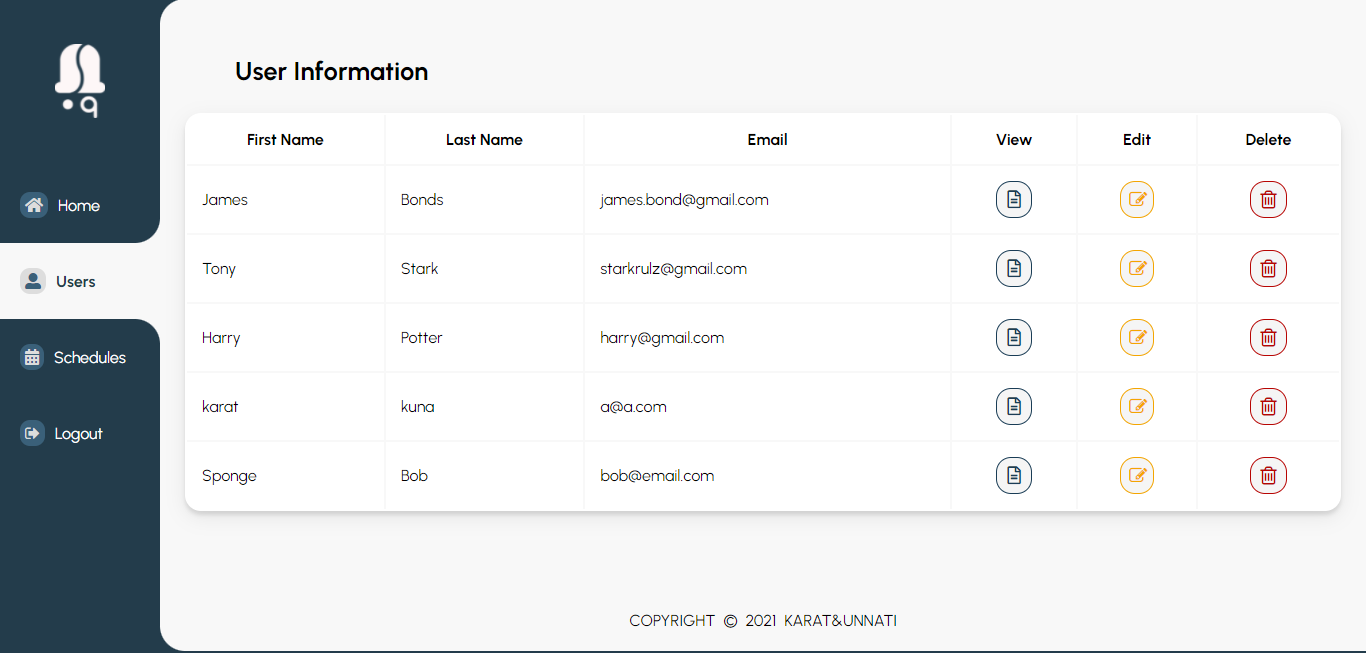 User Information
First Name Last Name Email View Edit Delete
James Bonds james.bond@gmail.com
Tony Stark starkrulz@gmail.com
Harry Potter harry@gmail.com
karat kuna a@a.com
Sponge Bob bob@email.com
Home
Users
Schedules
Logout
COPYRIGHT © 2021 KARAT&UNNATI